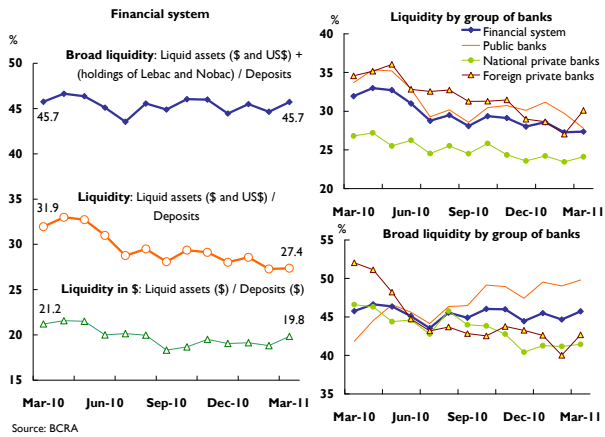 Financial system
%
Broad liquidity: Liquid assets ($ and US$) +
(holdings of Lebac and Nobac) / Deposits
50
45
40
35
30
25
20
15
45.7
45.7
Liquidity: Liquid assets ($ and US$) /
Deposits
31.9
27.4
Liquidity in $: Liquid assets ($) / Deposits ($)
21.2
19.8
Mar-10
Jun-10
Sep-10
Dec-10
Mar-11
Source: BCRA
Liquidity by group of banks
%
Financial system
Public banks
National private banks
Foreign private banks
40
35
30
25
20
Mar-10
Jun-10
Sep-10
Dec-10
Mar-11
Broad liquidity by group of banks
%
55
50
45
40
35
Mar-10
Jun-10
Sep-10
Dec-10
Mar-11